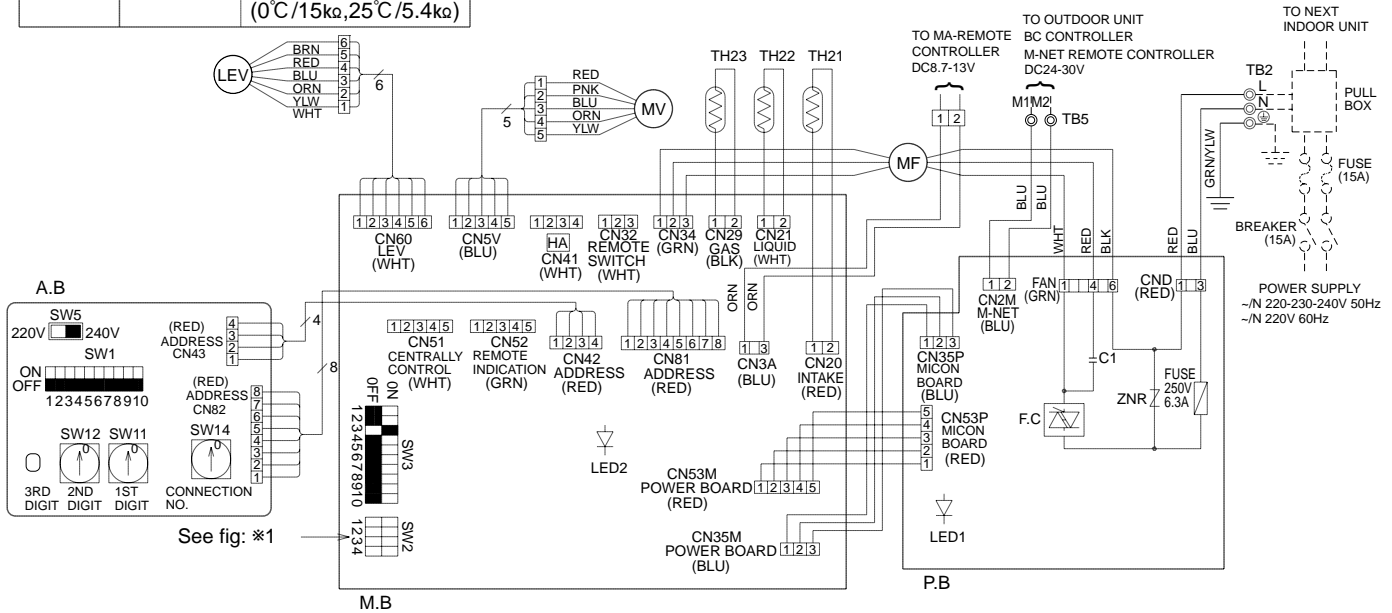 (0℃/15kΩ,25℃/5.4kΩ)
LEV
BRN
RED
BLU
ORN
YLW
WHT
6
5
4
3
2
1
6
5
1
2
3
4
5
RED
PNK
BLU
ORN
YLW
MV
TH23
TH22
TH21
TO MA-REMOTE
CONTROLLER
DC8.7-13V
1 2
TO OUTDOOR UNIT
BC CONTROLLER
M-NET REMOTE CONTROLLER
DC24-30V
M1M2
TB5
TO NEXT
INDOOR UNIT
TB2
L
N
PULL
BOX
GRN/YLW
FUSE
(15A)
BREAKER
(15A)
POWER SUPPLY
~/N 220-230-240V 50Hz
~/N 220V 60Hz
MF
BLU
BLU
WHT
RED
BLK
RED
BLU
1 2 3 4 5 6
CN60
LEV
(WHT)
1 2 3 4 5
CN5V
(BLU)
1 2 3 4
HA
CN41
(WHT)
1 2 3
CN32
REMOTE
SWITCH
(WHT)
1 2 3
CN34
(GRN)
1 2
CN29
GAS
(BLK)
1 2
CN21
LIQUID
(WHT)
ORN
ORN
1 2 3 4 5
CN51
CENTRALLY
CONTROL
(WHT)
1 2 3 4 5
CN52
REMOTE
INDICATION
(GRN)
1 2 3 4
CN42
ADDRESS
(RED)
1 2 3 4 5 6 7 8
CN81
ADDRESS
(RED)
1 3
CN3A
(BLU)
1 2
CN20
INTAKE
(RED)
A.B
SW5
220V
240V
SW1
ON
OFF
1 2 3 4 5 6 7 8 9 10
SW12
0
SW11
0
SW14
0
3RD
DIGIT
2ND
DIGIT
1ST
DIGIT
CONNECTION
NO.
(RED)
ADDRESS
CN43
4
3
2
1
4
(RED)
ADDRESS
CN82
8
7
6
5
4
3
2
1
8
OFF
ON
1 2 3 4 5 6 7 8 9 10
SW3
1 2 3 4
SW2
See fig: ※1
M.B
LED2
CN53M
POWER BOARD
(RED)
1 2 3 4 5
CN35M
POWER BOARD
(BLU)
1 2 3
1 2
CN2M
M-NET
(BLU)
FAN
(GRN)
1 4 6
CND
(RED)
1 3
1 2 3
CN35P
MICON
BOARD
(BLU)
5
4
3
2
1
CN53P
MICON
BOARD
(RED)
C1
F.C
ZNR
FUSE
250V
6.3A
LED1
P.B